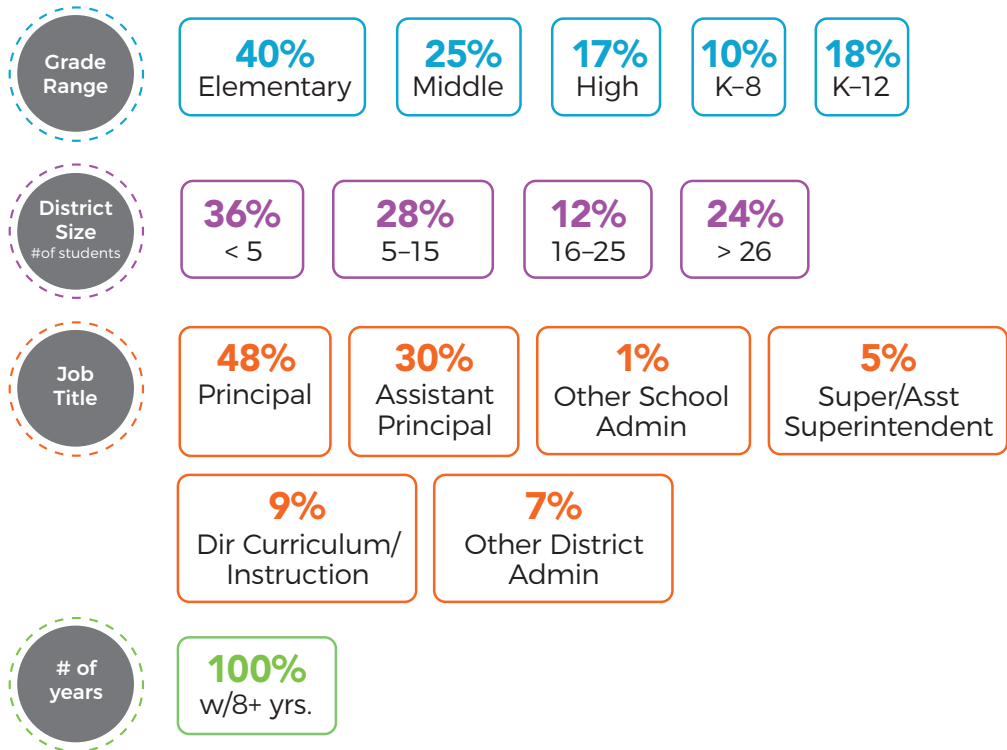 Grade
Range
40%
Elementary
25%
Middle
17%
High
10%
K–8
18%
K–12
District
Size
#of students
36%
< 5
28%
5–15
12%
16–25
24%
> 26
Job
Title
48%
Principal
30%
Assistant
Principal
1%
Other School
Admin
5%
Super/Asst
Superintendent
9%
Dir Curriculum/
Instruction
7%
Other District
Admin
# of
years
100%
w/8+ yrs.